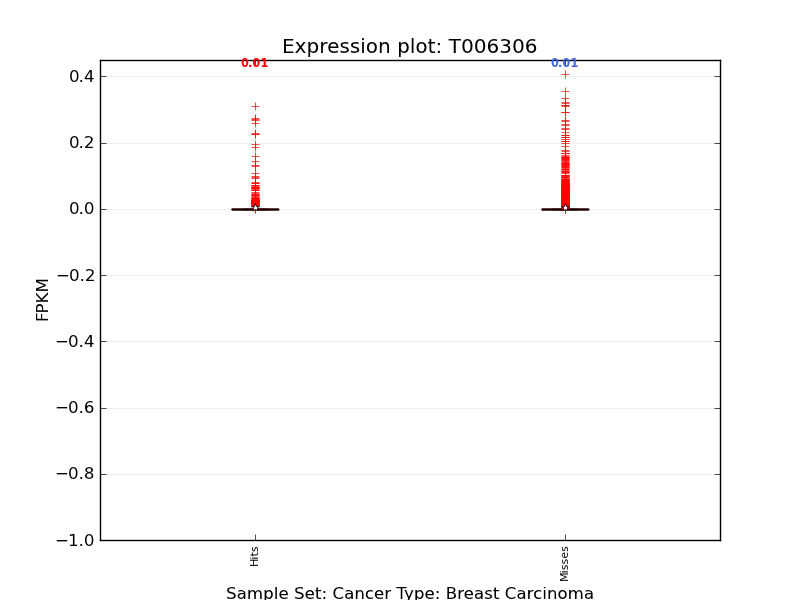 Expression plot: T006306
0.01 0.01
0.4
0.2
0.0
−0.2
−0.4
−0.6
−0.8
−1.0
FPKM
Hits Misses
Sample Set: Cancer Type: Breast Carcinoma